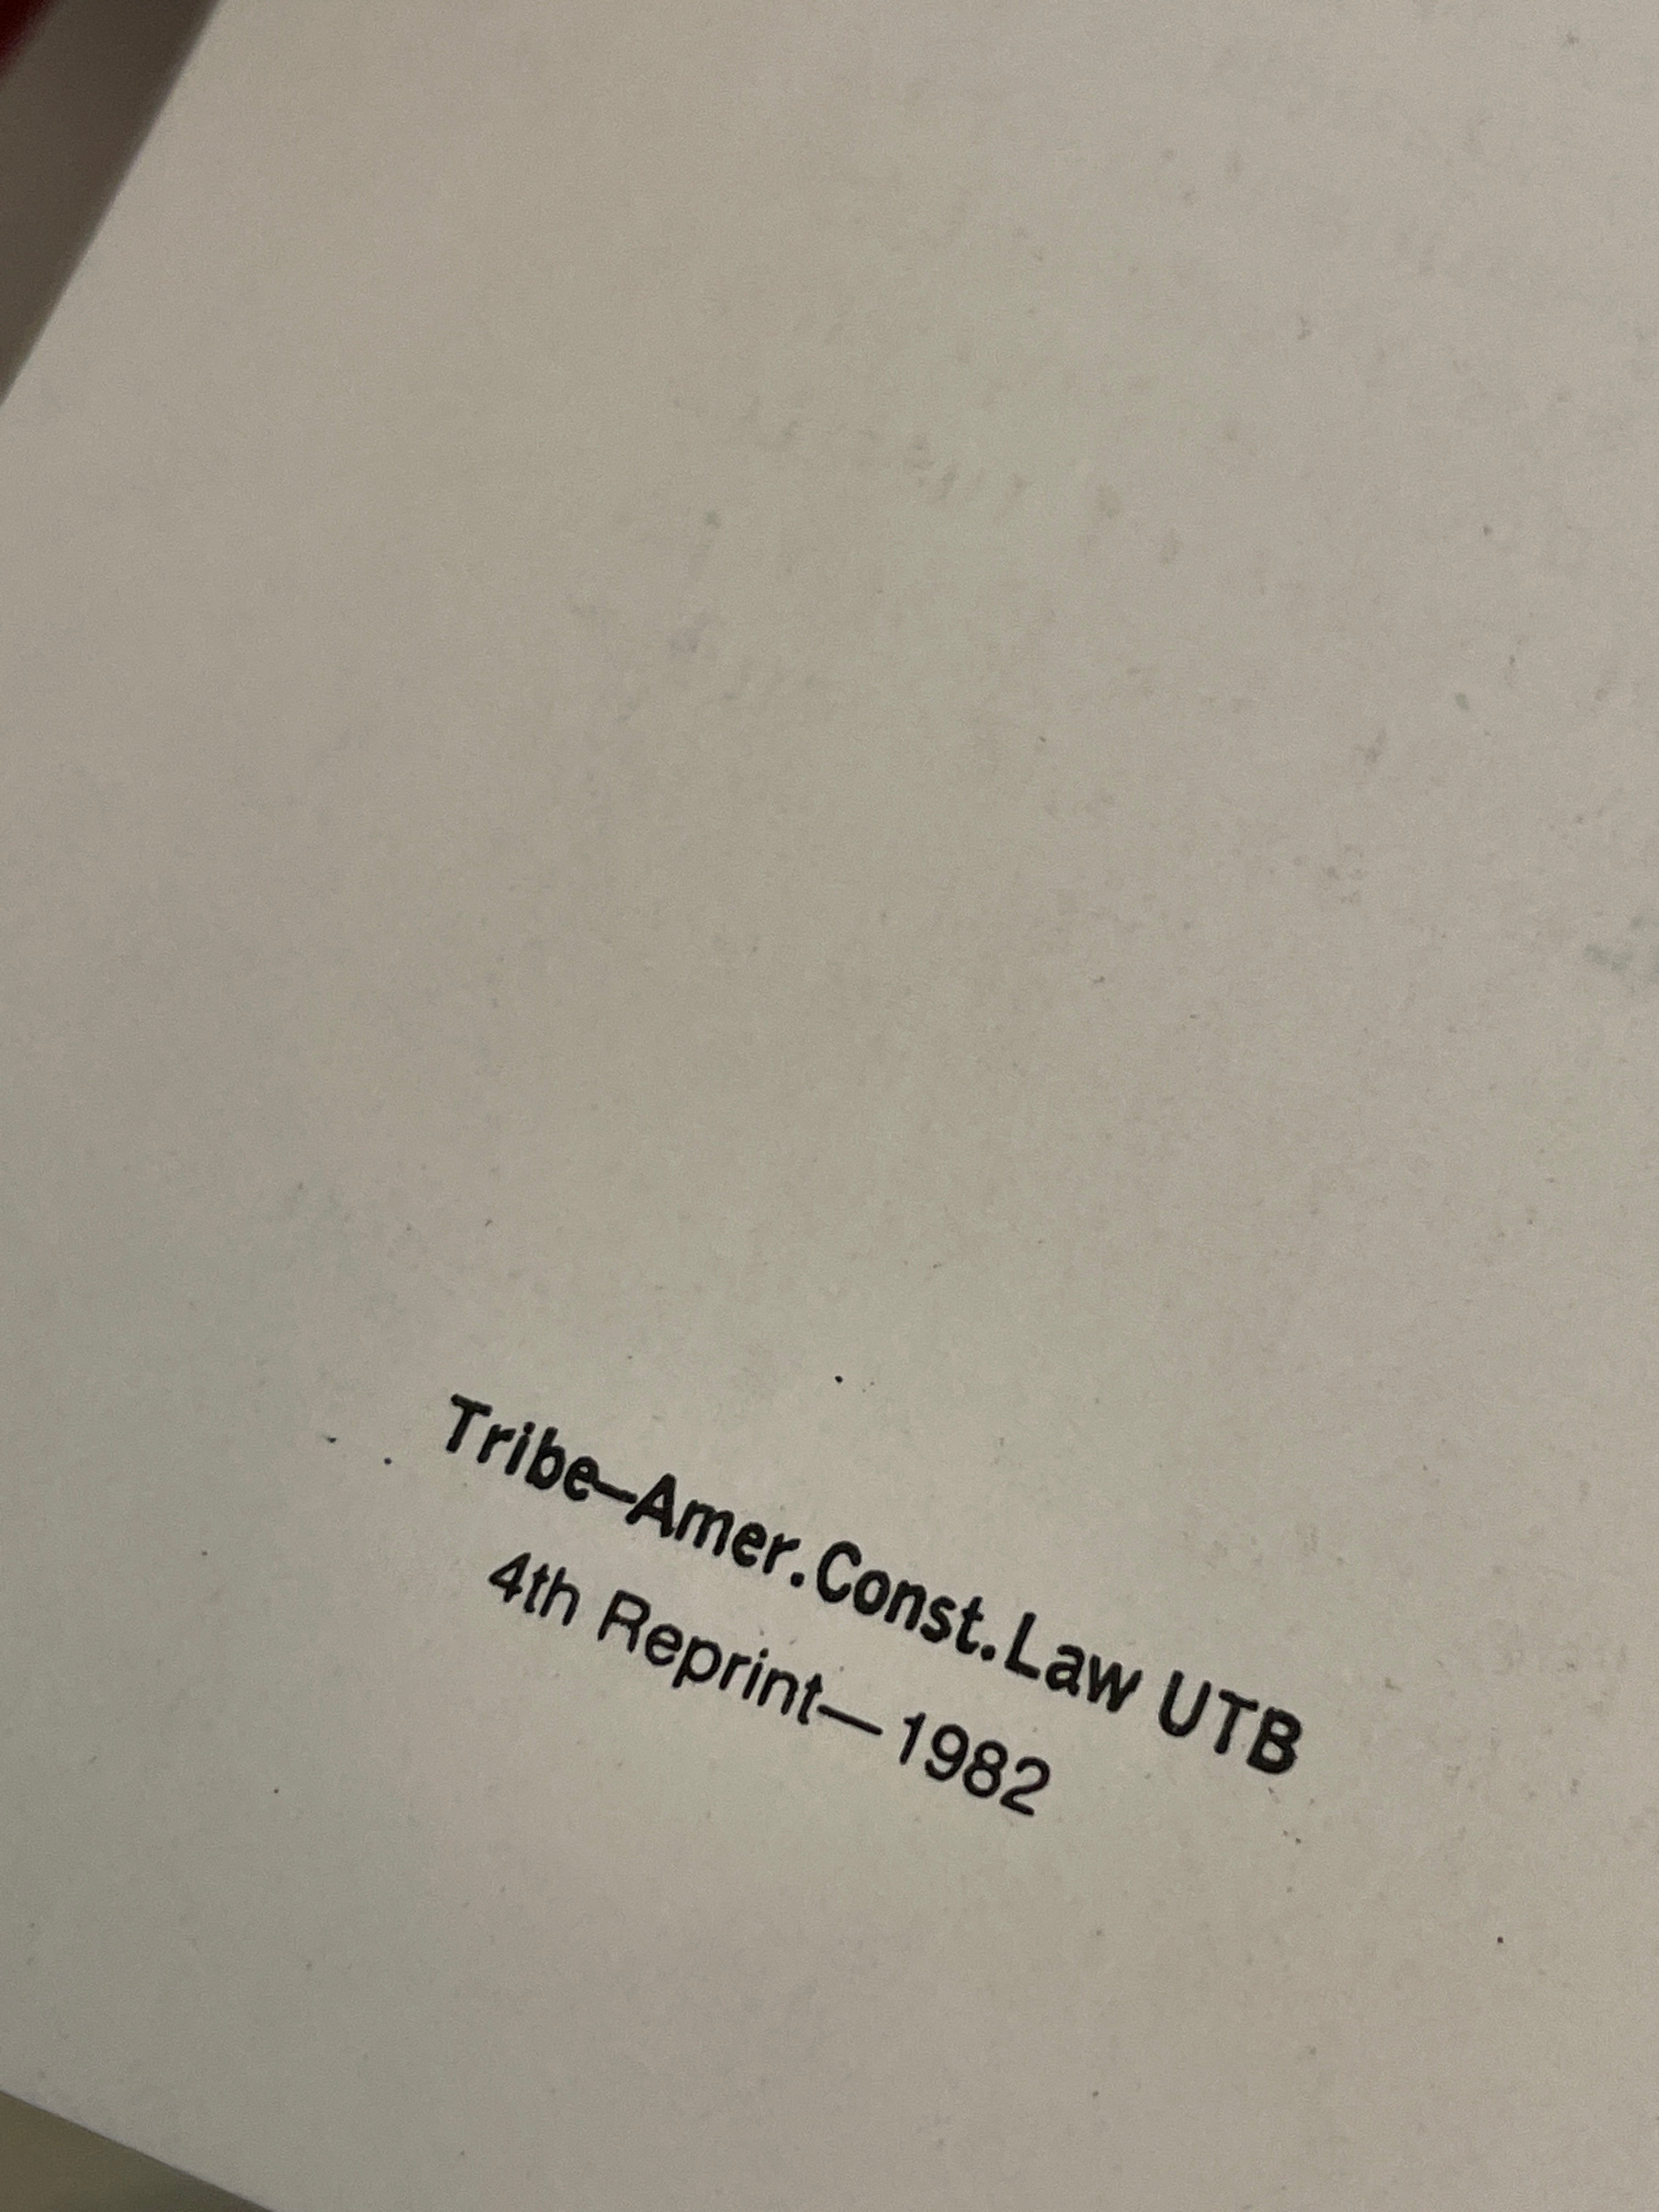 Tribe—Amer.Const.Law UTB
4th Reprint—1982